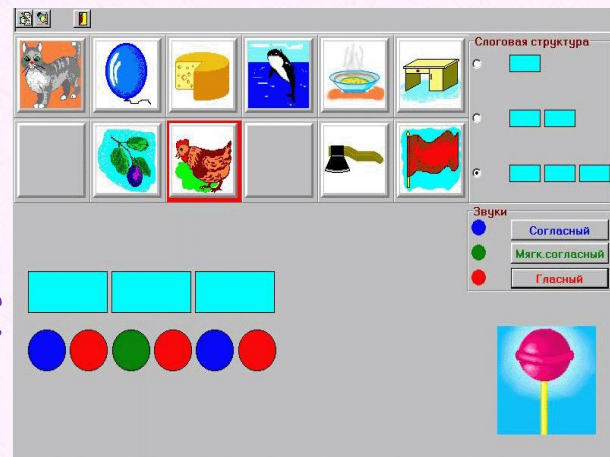 Слоговая структура
Звуки
Согласный
Мягк.согласный
Гласный